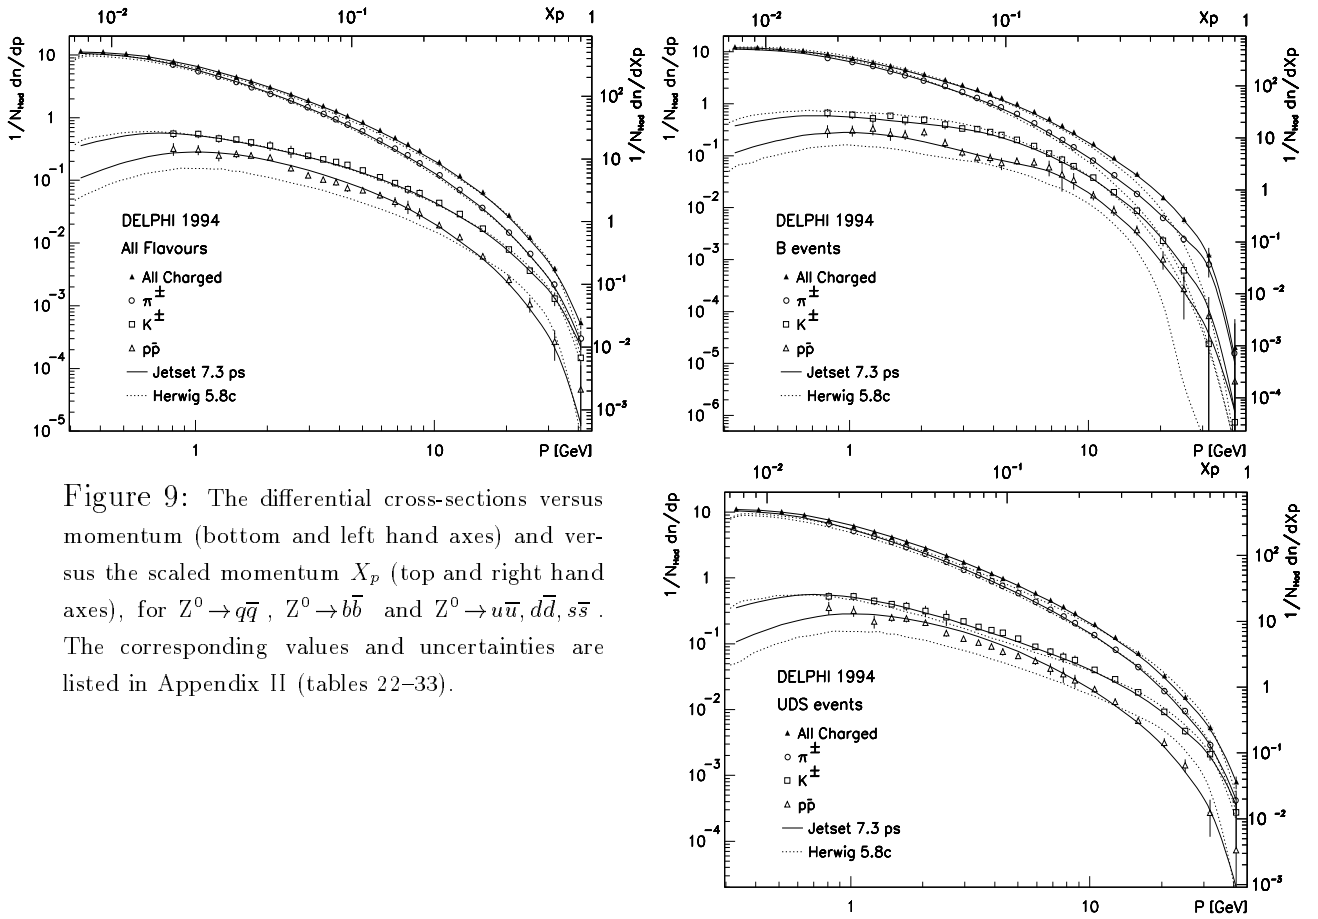 10⁻² 10⁻¹ Xp 1
1/N_Had dn/dp
1/N_Had dn/dXp
10
1
10⁻¹
10⁻²
10⁻³
10⁻⁴
10⁻⁵
10²
10
1
10⁻¹
10⁻²
10⁻³
DELPHI 1994
All Flavours
All Charged
π±
K±
pp̄
Jetset 7.3 ps
Herwig 5.8c
1 10 P [GeV]
10⁻² 10⁻¹ Xp 1
1/N_Had dn/dp
1/N_Had dn/dXp
10
1
10⁻¹
10⁻²
10⁻³
10⁻⁴
10⁻⁵
10⁻⁶
10²
10
1
10⁻¹
10⁻²
10⁻³
10⁻⁴
DELPHI 1994
B events
All Charged
π±
K±
pp̄
Jetset 7.3 ps
Herwig 5.8c
1 10 P [GeV]
Figure 9: The differential cross-sections versus
momentum (bottom and left hand axes) and ver-
sus the scaled momentum Xₚ (top and right hand
axes), for Z⁰→qq̄ , Z⁰→bb̄ and Z⁰→uū, dd̄, ss̄ .
The corresponding values and uncertainties are
listed in Appendix II (tables 22–33).
10⁻² 10⁻¹ Xp 1
1/N_Had dn/dp
1/N_Had dn/dXp
10
1
10⁻¹
10⁻²
10⁻³
10⁻⁴
10²
10
1
10⁻¹
10⁻²
10⁻³
DELPHI 1994
UDS events
All Charged
π±
K±
pp̄
Jetset 7.3 ps
Herwig 5.8c
1 10 P [GeV]